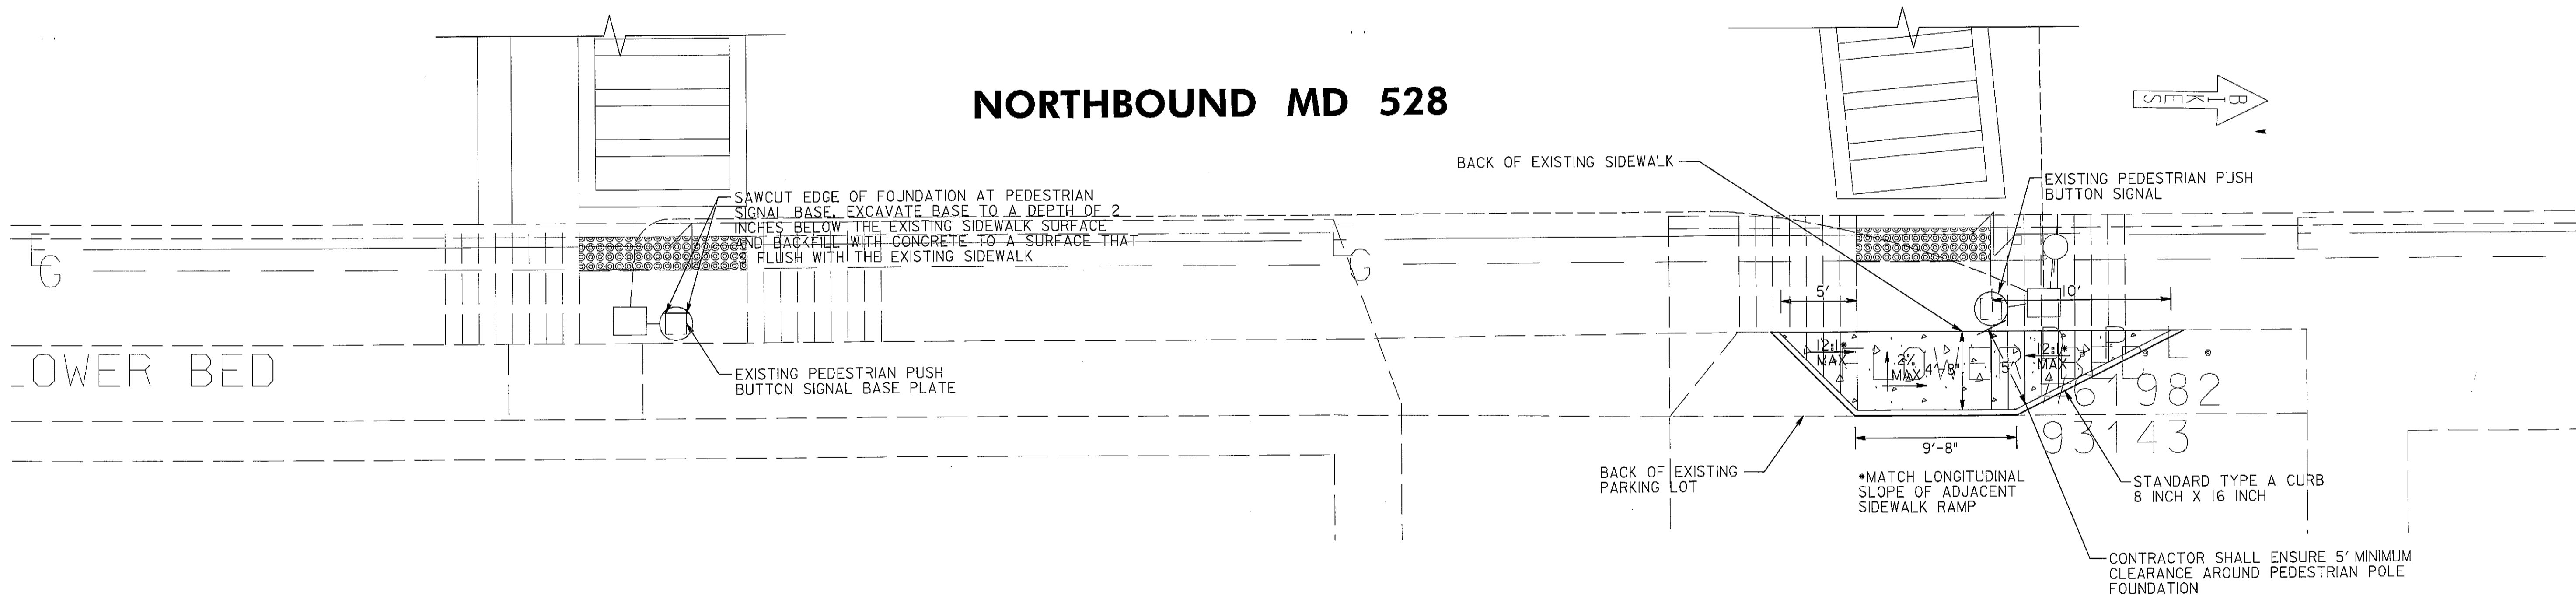 NORTHBOUND MD 528
BIKES
BACK OF EXISTING SIDEWALK
EXISTING PEDESTRIAN PUSH
BUTTON SIGNAL
SAWCUT EDGE OF FOUNDATION AT PEDESTRIAN
SIGNAL BASE. EXCAVATE BASE TO A DEPTH OF 2
INCHES BELOW THE EXISTING SIDEWALK SURFACE
AND BACKFILL WITH CONCRETE TO A SURFACE THAT
FLUSH WITH THE EXISTING SIDEWALK
G
G
5'
10'
LOWER BED
EXISTING PEDESTRIAN PUSH
BUTTON SIGNAL BASE PLATE
12:1*
MAX
2%
MAX
4'-8"
5'
12:1*
MAX
B.P.L.
A61982
93143
9'-8"
BACK OF EXISTING
PARKING LOT
*MATCH LONGITUDINAL
SLOPE OF ADJACENT
SIDEWALK RAMP
STANDARD TYPE A CURB
8 INCH X 16 INCH
CONTRACTOR SHALL ENSURE 5' MINIMUM
CLEARANCE AROUND PEDESTRIAN POLE
FOUNDATION